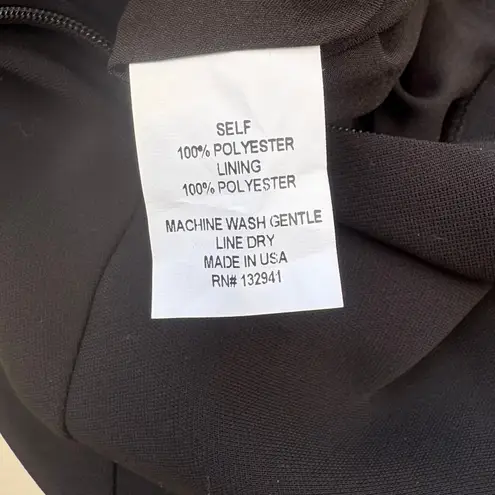 SELF
100% POLYESTER
LINING
100% POLYESTER
MACHINE WASH GENTLE
LINE DRY
MADE IN USA
RN# 132941